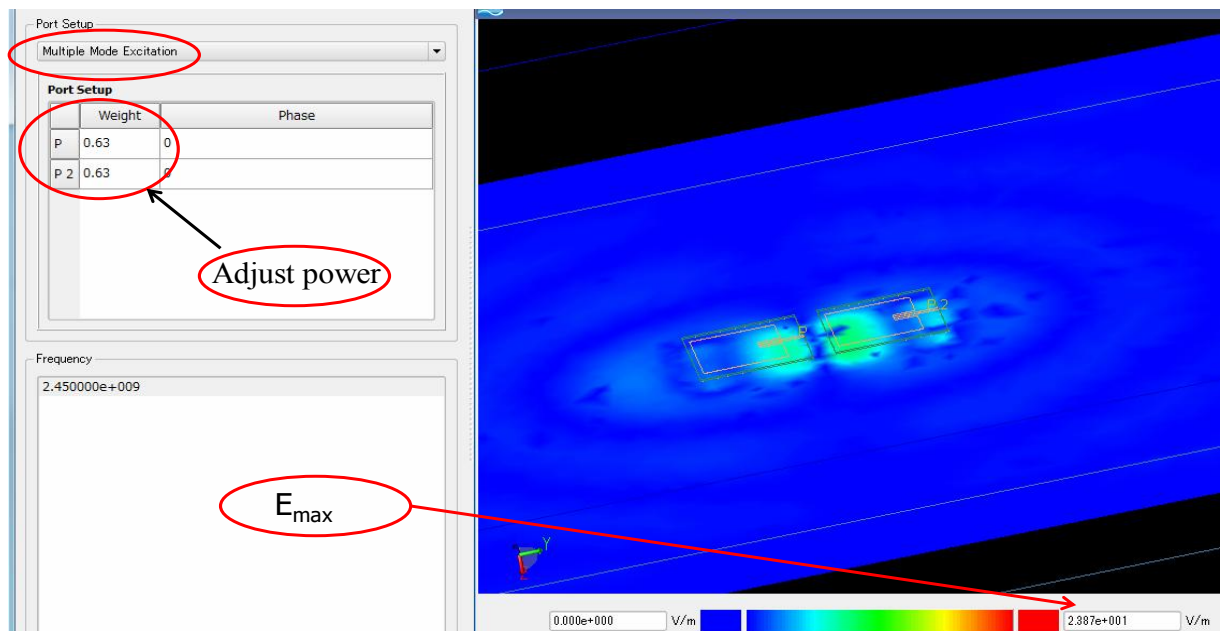 Port Setup
Multiple Mode Excitation
Port Setup
Weight Phase
P 0.63 0
P 2 0.63 0
Adjust power
Frequency
2.450000e+009
Emax
P
P 2
Y
Z
0.000e+000 V/m
2.387e+001 V/m